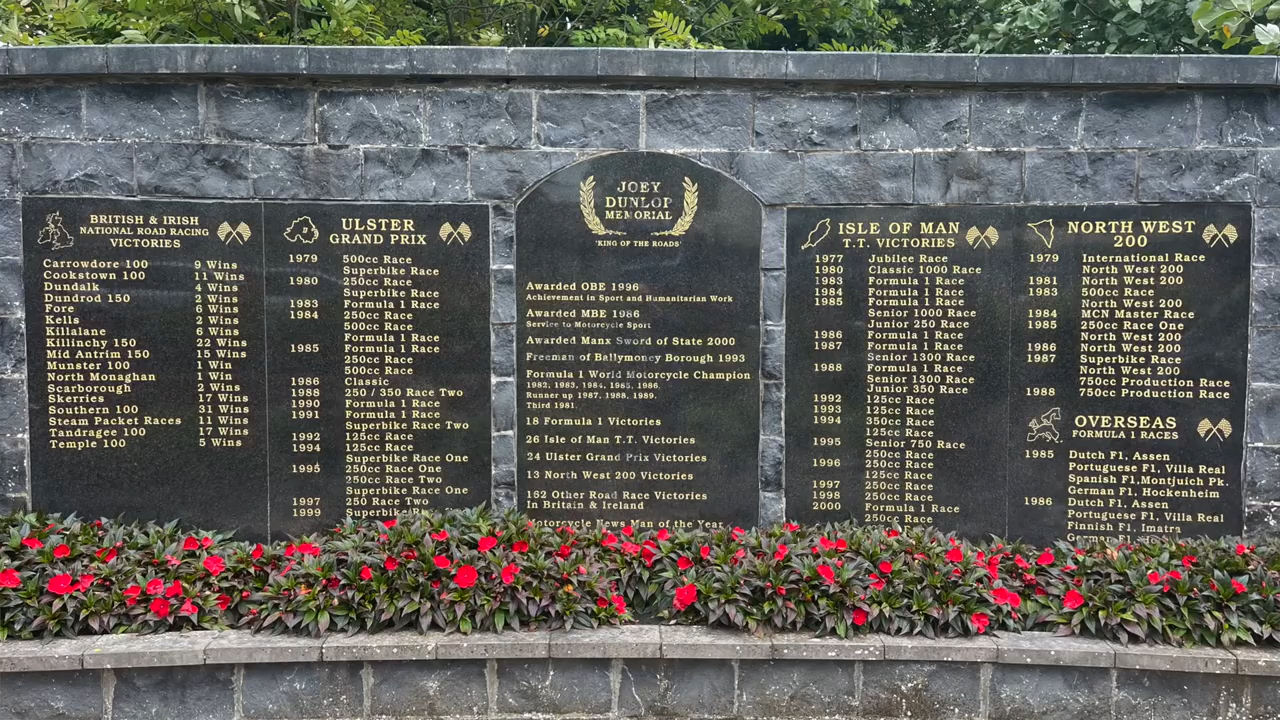 BRITISH & IRISH
NATIONAL ROAD RACING
VICTORIES
Carrowdore 100 9 Wins
Cookstown 100 11 Wins
Dundalk 4 Wins
Dundrod 150 2 Wins
Fore 6 Wins
Kells 2 Wins
Killalane 6 Wins
Killinchy 150 22 Wins
Mid Antrim 150 15 Wins
Munster 100 1 Win
North Monaghan 1 Win
Scarborough 2 Wins
Skerries 17 Wins
Southern 100 31 Wins
Steam Packet Races 11 Wins
Tandragee 100 17 Wins
Temple 100 5 Wins
ULSTER
GRAND PRIX
1979 500cc Race
Superbike Race
1980 250cc Race
Superbike Race
1983 Formula 1 Race
1984 250cc Race
500cc Race
Formula 1 Race
1985 Formula 1 Race
250cc Race
500cc Race
1986 Classic
1988 250 / 350 Race Two
1990 Formula 1 Race
1991 Formula 1 Race
Superbike Race Two
1992 125cc Race
1994 125cc Race
Superbike Race One
1995 250cc Race One
250cc Race Two
Superbike Race One
1997 250 Race Two
1999 Superbike
JOEY
DUNLOP
MEMORIAL
'KING OF THE ROADS'
Awarded OBE 1996
Achievement in Sport and Humanitarian Work
Awarded MBE 1986
Service to Motorcycle Sport
Awarded Manx Sword of State 2000
Freeman of Ballymoney Borough 1993
Formula 1 World Motorcycle Champion
1982, 1983, 1984, 1985, 1986.
Runner up 1987, 1988, 1989.
Third 1981.
18 Formula 1 Victories
26 Isle of Man T.T. Victories
24 Ulster Grand Prix Victories
13 North West 200 Victories
162 Other Road Race Victories
In Britain & Ireland
Motorcycle News Man of the Year
ISLE OF MAN
T.T. VICTORIES
1977 Jubilee Race
1980 Classic 1000 Race
1983 Formula 1 Race
1984 Formula 1 Race
1985 Formula 1 Race
Senior 1000 Race
Junior 250 Race
1986 Formula 1 Race
1987 Formula 1 Race
Senior 1300 Race
1988 Formula 1 Race
Senior 1300 Race
Junior 350 Race
1992 125cc Race
1993 125cc Race
1994 350cc Race
125cc Race
1995 Senior 750 Race
250cc Race
1996 250cc Race
125cc Race
1997 250cc Race
1998 250cc Race
2000 Formula 1 Race
250cc Race
NORTH WEST
200
1979 International Race
North West 200
1981 North West 200
1983 500cc Race
North West 200
1984 MCN Master Race
1985 250cc Race One
North West 200
1986 North West 200
1987 Superbike Race
North West 200
750cc Production Race
1988 750cc Production Race
OVERSEAS
FORMULA 1 RACES
1985 Dutch F1, Assen
Portuguese F1, Villa Real
Spanish F1, Montjuich Pk.
German F1, Hockenheim
1986 Dutch F1, Assen
Portuguese F1, Villa Real
Finnish F1, Imatra
German F1,